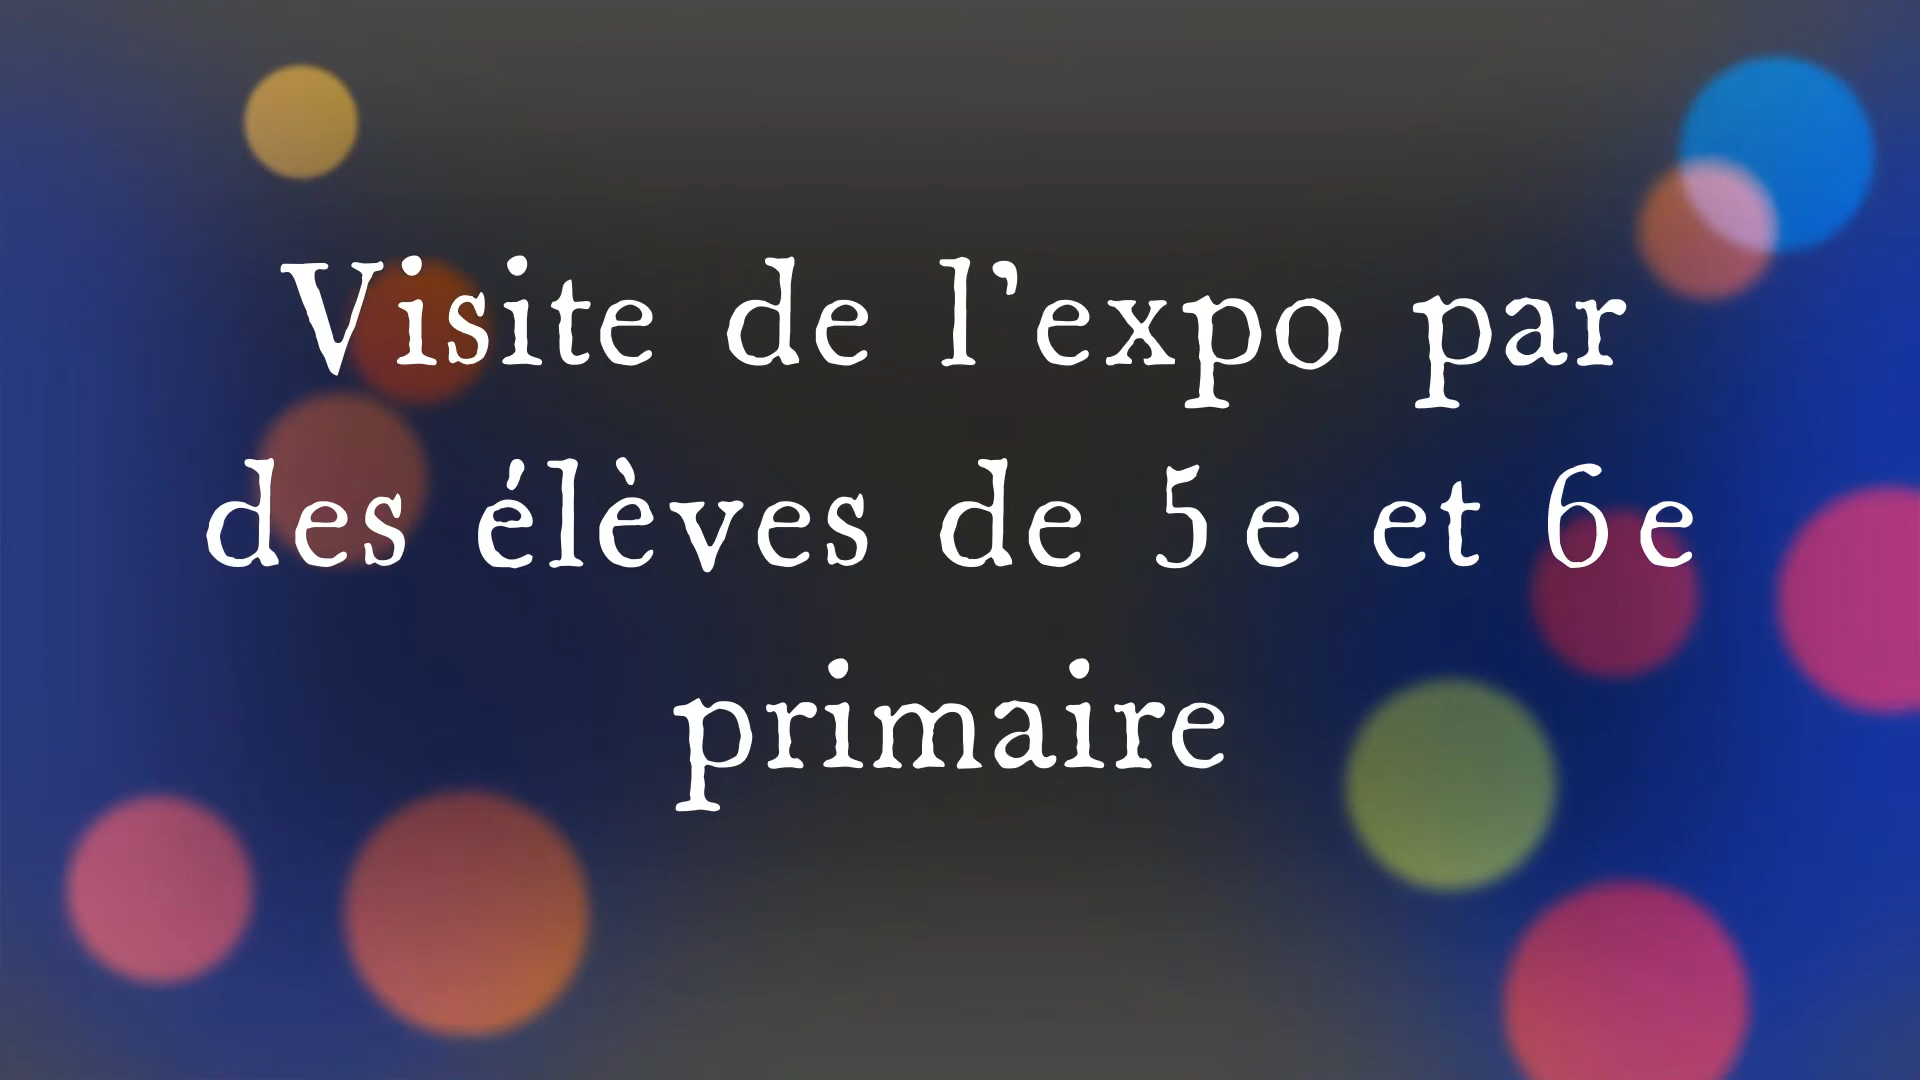 Visite de l’expo par
des élèves de 5e et 6e
primaire